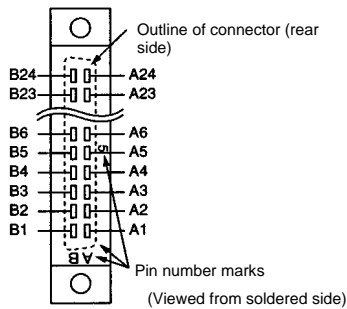 Outline of connector (rear
side)
B24 A24
B23 A23
B6 A6
5
B5 A5
B4 A4
B3 A3
B2 A2
B1 A1
A B
Pin number marks
(Viewed from soldered side)